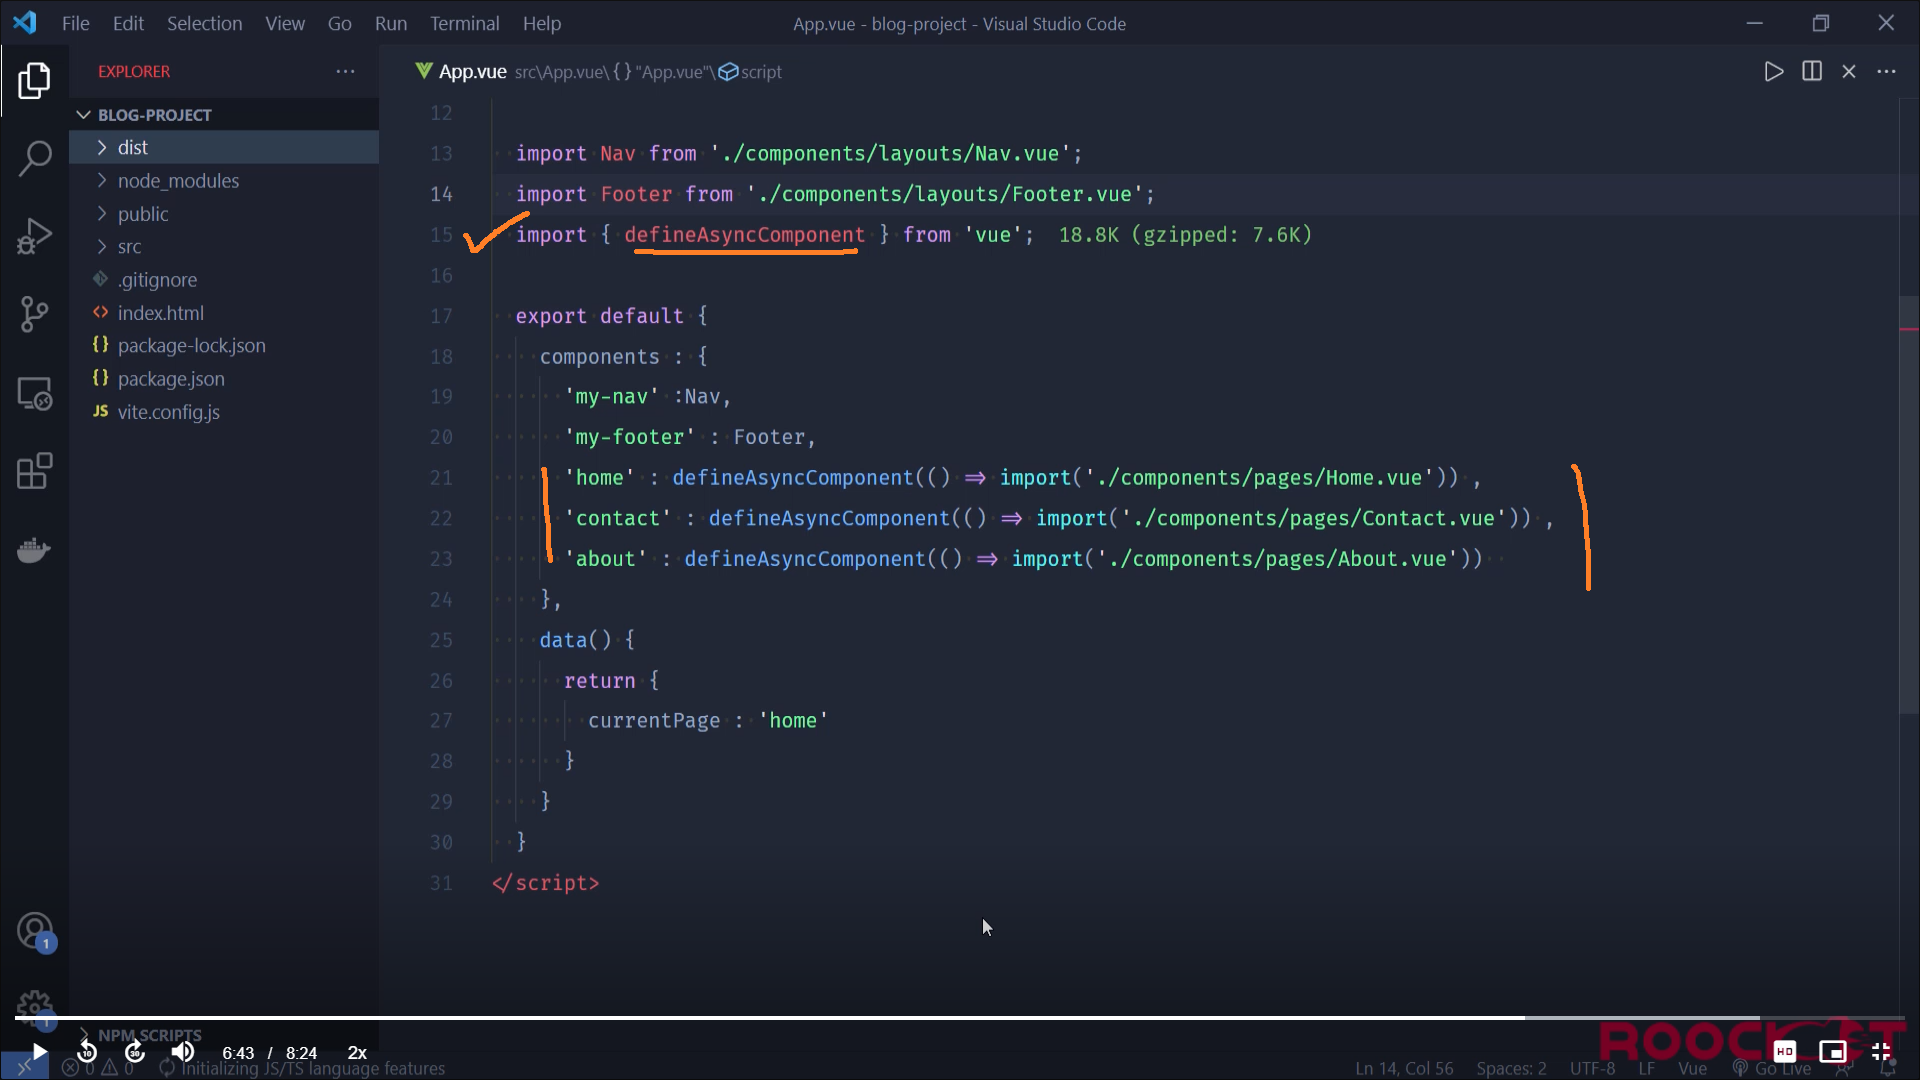 File Edit Selection View Go Run Terminal Help
App.vue - blog-project - Visual Studio Code
EXPLORER ...
BLOG-PROJECT
dist
node_modules
public
src
.gitignore
index.html
package-lock.json
package.json
vite.config.js
NPM SCRIPTS
App.vue src\App.vue\{} "App.vue"\script
12
13 import Nav from './components/layouts/Nav.vue';
14 import Footer from './components/layouts/Footer.vue';
15 import { defineAsyncComponent } from 'vue'; 18.8K (gzipped: 7.6K)
16
17 export default {
18 components : {
19 'my-nav' :Nav,
20 'my-footer' : Footer,
21 'home' : defineAsyncComponent(() => import('./components/pages/Home.vue')) ,
22 'contact' : defineAsyncComponent(() => import('./components/pages/Contact.vue')) ,
23 'about' : defineAsyncComponent(() => import('./components/pages/About.vue'))
24 },
25 data() {
26 return {
27 currentPage : 'home'
28 }
29 }
30 }
31 </script>
1
1
10 30 6:43 / 8:24 2x
ROOCKET
HD
0 0 Initializing JS/TS language features
Ln 14, Col 56 Spaces: 2 UTF-8 LF Vue Go Live